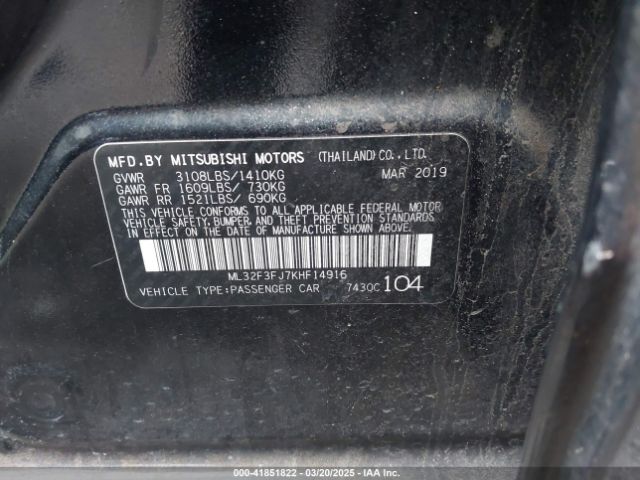 MFD.BY MITSUBISHI MOTORS (THAILAND)CO.,LTD.
GVWR 3108LBS/1410KG MAR 2019
GAWR FR 1609LBS/ 730KG
GAWR RR 1521LBS/ 690KG
THIS VEHICLE CONFORMS TO ALL APPLICABLE FEDERAL MOTOR
VEHICLE SAFETY,BUMPER, AND THEFT PREVENTION STANDARDS
IN EFFECT ON THE DATE OF MANUFACTURE SHOWN ABOVE.
ML32F3FJ7KHF14916
VEHICLE TYPE:PASSENGER CAR 7430C 104
000-41851822 — 03/20/2025 — IAA Inc.